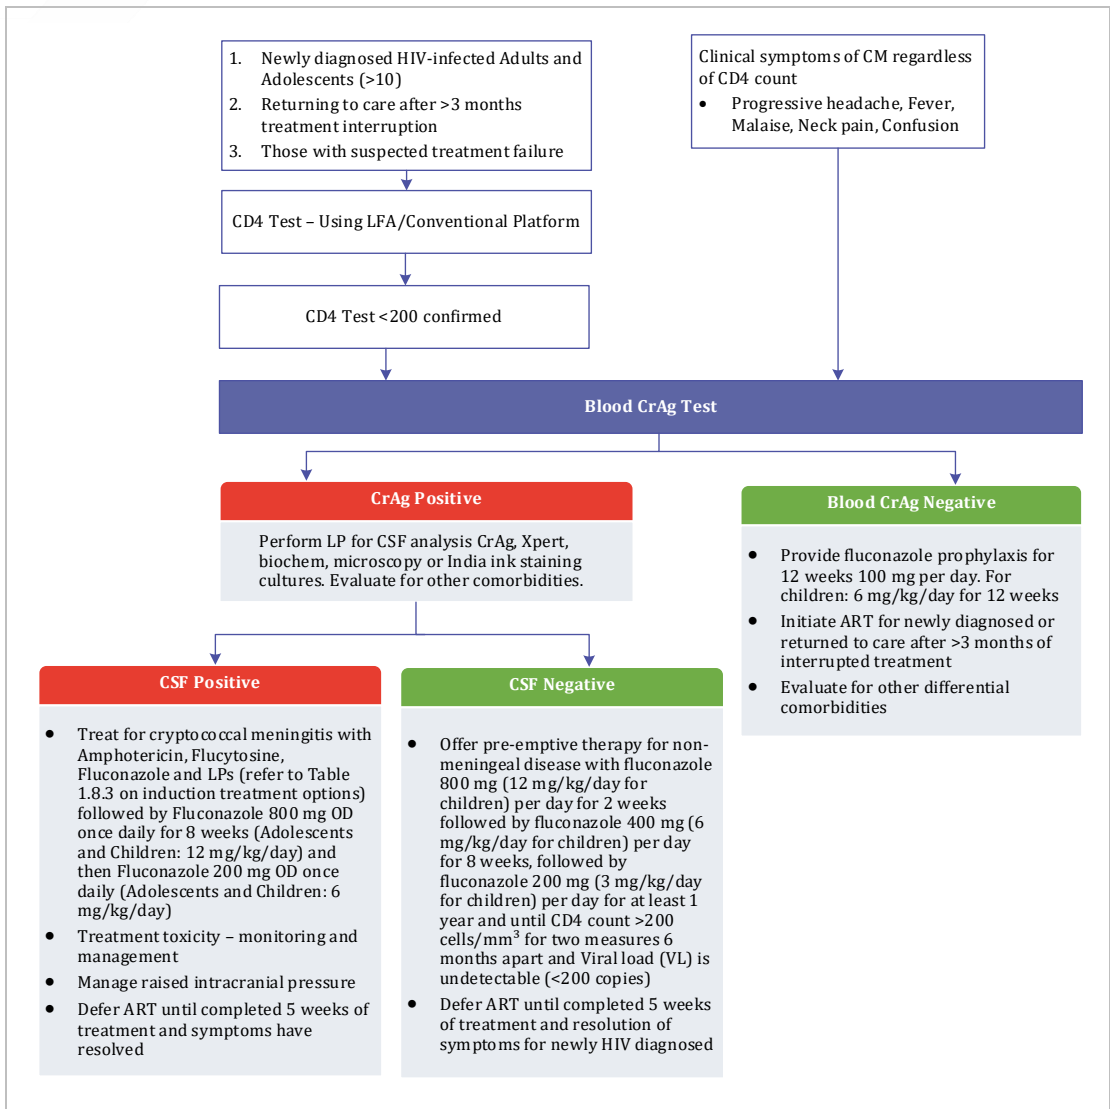 1. Newly diagnosed HIV-infected Adults and
Adolescents (>10)
2. Returning to care after >3 months
treatment interruption
3. Those with suspected treatment failure
Clinical symptoms of CM regardless
of CD4 count
• Progressive headache, Fever,
Malaise, Neck pain, Confusion
CD4 Test – Using LFA/Conventional Platform
CD4 Test <200 confirmed
Blood CrAg Test
CrAg Positive
Perform LP for CSF analysis CrAg, Xpert,
biochem, microscopy or India ink staining
cultures. Evaluate for other comorbidities.
Blood CrAg Negative
• Provide fluconazole prophylaxis for
12 weeks 100 mg per day. For
children: 6 mg/kg/day for 12 weeks
• Initiate ART for newly diagnosed or
returned to care after >3 months of
interrupted treatment
• Evaluate for other differential
comorbidities
CSF Positive
• Treat for cryptococcal meningitis with
Amphotericin, Flucytosine,
Fluconazole and LPs (refer to Table
1.8.3 on induction treatment options)
followed by Fluconazole 800 mg OD
once daily for 8 weeks (Adolescents
and Children: 12 mg/kg/day) and
then Fluconazole 200 mg OD once
daily (Adolescents and Children: 6
mg/kg/day)
• Treatment toxicity – monitoring and
management
• Manage raised intracranial pressure
• Defer ART until completed 5 weeks of
treatment and symptoms have
resolved
CSF Negative
• Offer pre-emptive therapy for non-
meningeal disease with fluconazole
800 mg (12 mg/kg/day for
children) per day for 2 weeks
followed by fluconazole 400 mg (6
mg/kg/day for children) per day
for 8 weeks, followed by
fluconazole 200 mg (3 mg/kg/day
for children) per day for at least 1
year and until CD4 count >200
cells/mm³ for two measures 6
months apart and Viral load (VL) is
undetectable (<200 copies)
• Defer ART until completed 5 weeks
of treatment and resolution of
symptoms for newly HIV diagnosed